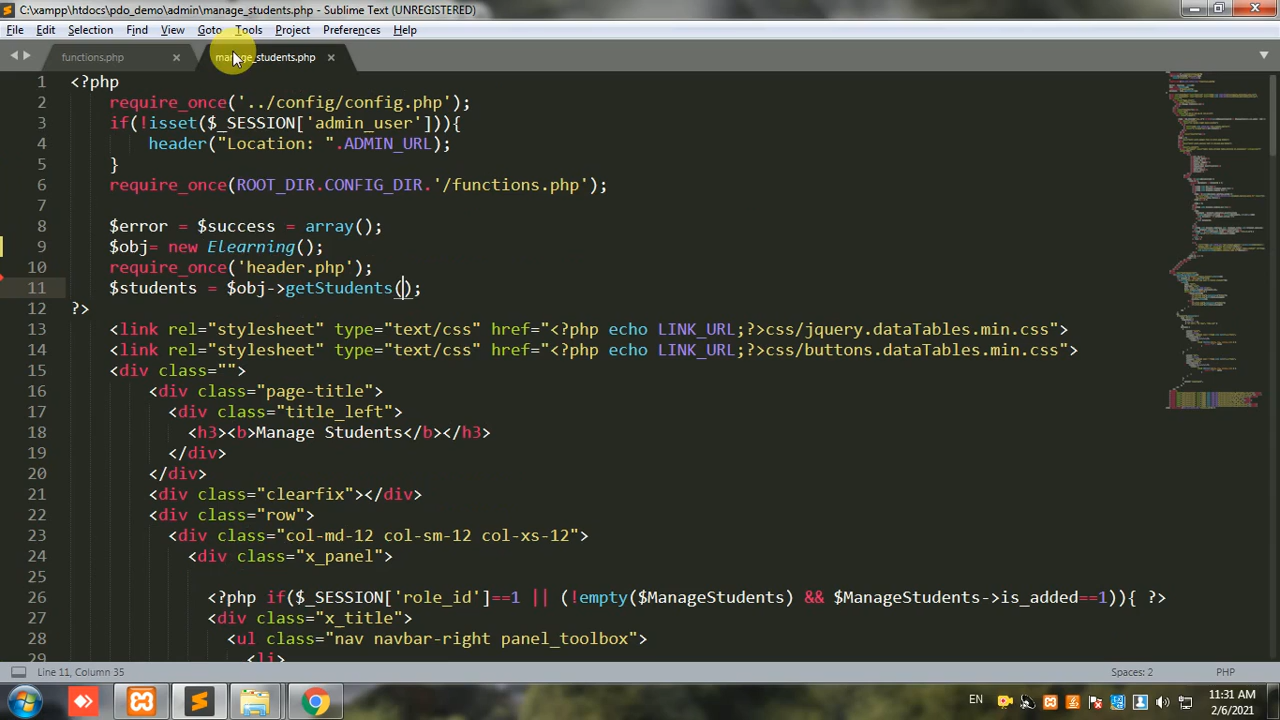 C:\xampp\htdocs\pdo_demo\admin\manage_students.php - Sublime Text (UNREGISTERED)
File Edit Selection Find View Goto Tools Project Preferences Help
functions.php manage_students.php
1 <?php
2 require_once('../config/config.php');
3 if(!isset($_SESSION['admin_user'])){
4 header("Location: ".ADMIN_URL);
5 }
6 require_once(ROOT_DIR.CONFIG_DIR.'/functions.php');
7
8 $error = $success = array();
9 $obj= new Elearning();
10 require_once('header.php');
11 $students = $obj->getStudents();
12 ?>
13 <link rel="stylesheet" type="text/css" href="<?php echo LINK_URL;?>css/jquery.dataTables.min.css">
14 <link rel="stylesheet" type="text/css" href="<?php echo LINK_URL;?>css/buttons.dataTables.min.css">
15 <div class="">
16 <div class="page-title">
17 <div class="title_left">
18 <h3><b>Manage Students</b></h3>
19 </div>
20 </div>
21 <div class="clearfix"></div>
22 <div class="row">
23 <div class="col-md-12 col-sm-12 col-xs-12">
24 <div class="x_panel">
25
26 <?php if($_SESSION['role_id']==1 || (!empty($ManageStudents) && $ManageStudents->is_added==1)){ ?>
27 <div class="x_title">
28 <ul class="nav navbar-right panel_toolbox">
29 <li>
Line 11, Column 35 Spaces: 2 PHP
EN 11:31 AM
2/6/2021